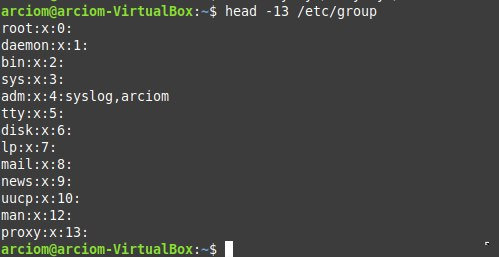 arciom@arciom-VirtualBox:~$ head -13 /etc/group
root:x:0:
daemon:x:1:
bin:x:2:
sys:x:3:
adm:x:4:syslog,arciom
tty:x:5:
disk:x:6:
lp:x:7:
mail:x:8:
news:x:9:
uucp:x:10:
man:x:12:
proxy:x:13:
arciom@arciom-VirtualBox:~$